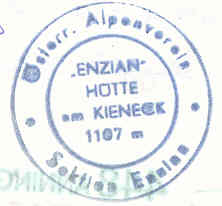 Österr. Alpenverein
„ENZIAN“
HÜTTE
am KIENECK
1107 m
Sektion Enzian